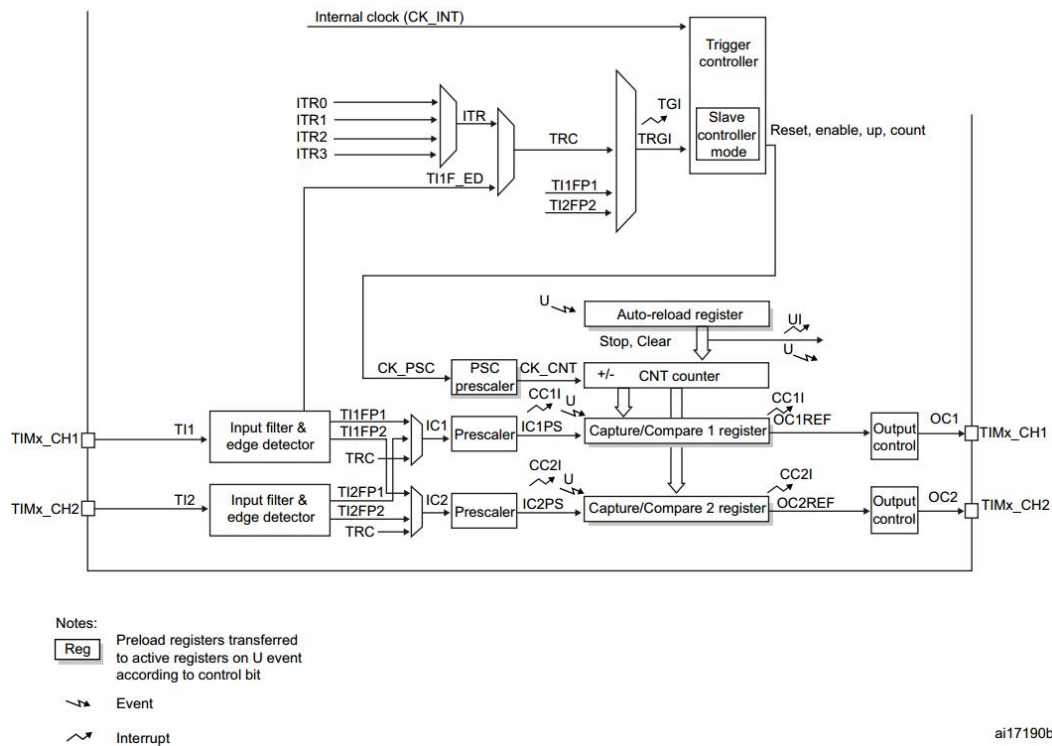 Internal clock (CK_INT)
Trigger
controller
ITR0
ITR1
ITR2
ITR3
ITR
TGI
TRC
TRGI
Slave
controller
mode
Reset, enable, up, count
TI1F_ED
TI1FP1
TI2FP2
U
Auto-reload register
UI
Stop, Clear
U
CK_PSC
PSC
prescaler
CK_CNT
+/- CNT counter
TIMx_CH1
TI1
Input filter &
edge detector
TI1FP1
TI1FP2
TRC
IC1
Prescaler
CC1I
U
IC1PS
Capture/Compare 1 register
CC1I
OC1REF
Output
control
OC1
TIMx_CH1
TIMx_CH2
TI2
Input filter &
edge detector
TI2FP1
TI2FP2
TRC
IC2
Prescaler
CC2I
U
IC2PS
Capture/Compare 2 register
CC2I
OC2REF
Output
control
OC2
TIMx_CH2
Notes:
Reg
Preload registers transferred
to active registers on U event
according to control bit
Event
Interrupt
ai17190b